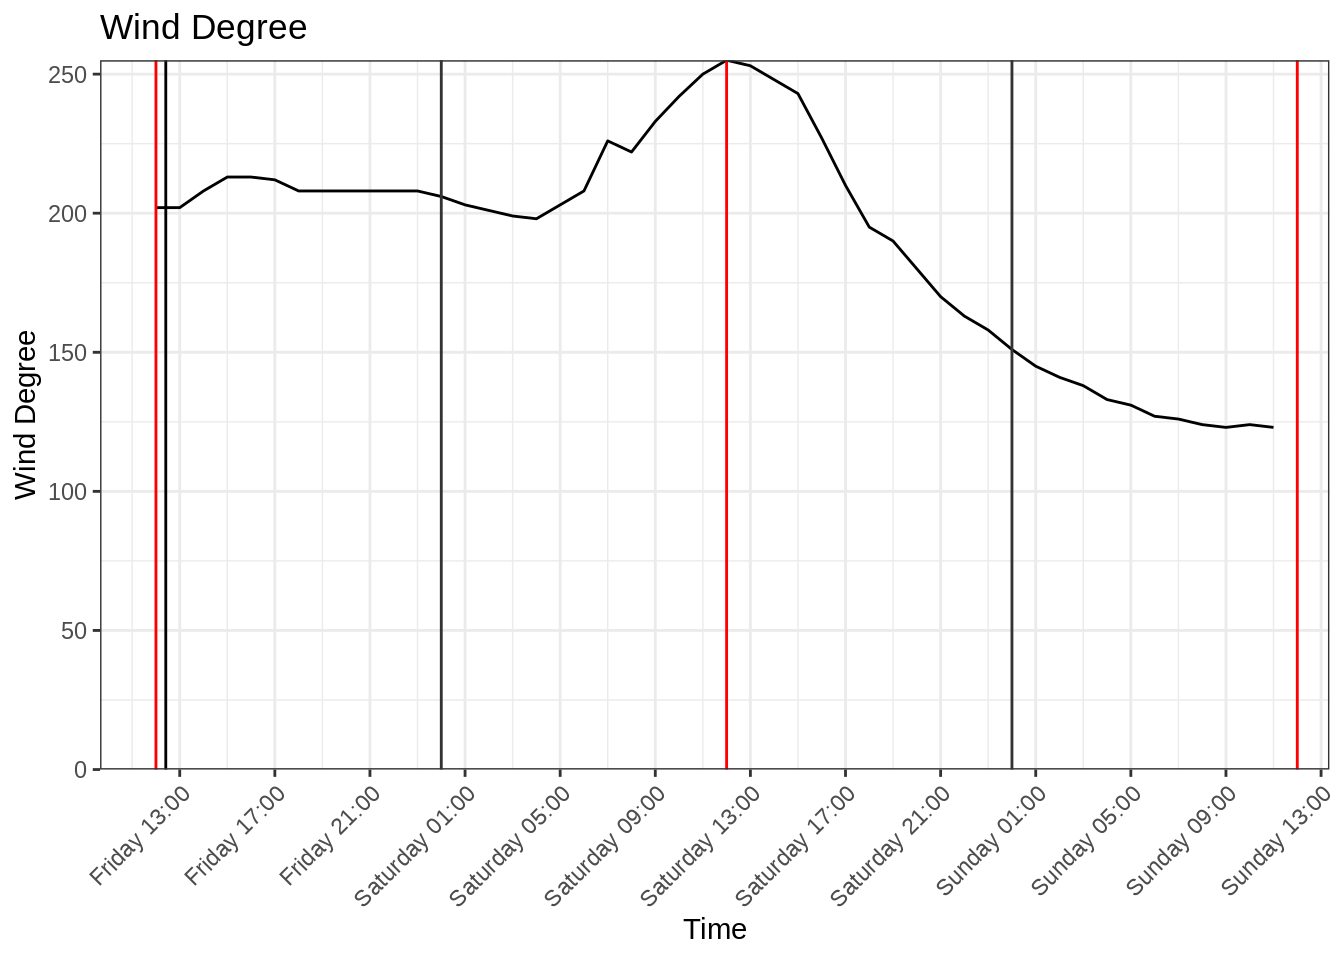 Wind Degree
Wind Degree
250
200
150
100
50
0
Friday 13:00
Friday 17:00
Friday 21:00
Saturday 01:00
Saturday 05:00
Saturday 09:00
Saturday 13:00
Saturday 17:00
Saturday 21:00
Sunday 01:00
Sunday 05:00
Sunday 09:00
Sunday 13:00
Time